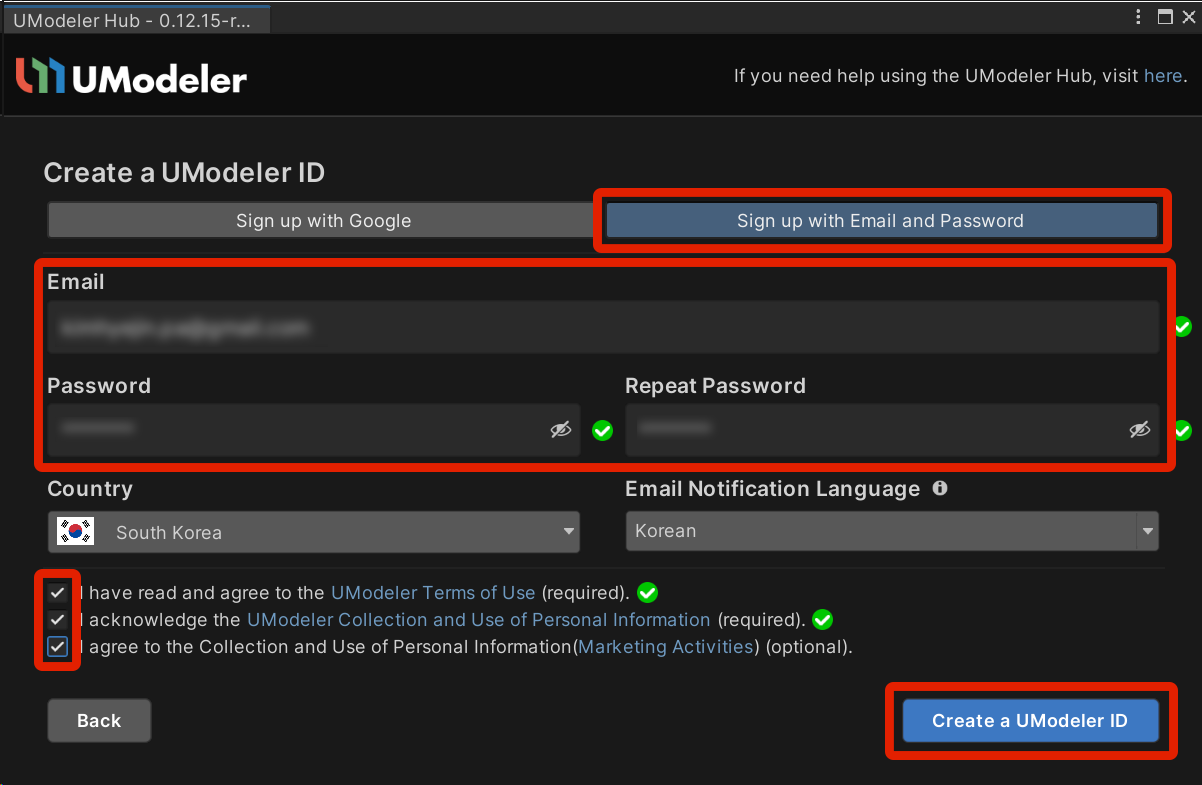 UModeler Hub - 0.12.15-r...
UModeler
If you need help using the UModeler Hub, visit here.
Create a UModeler ID
Sign up with Google
Sign up with Email and Password
Email
Password
Repeat Password
Country
Email Notification Language
South Korea
Korean
I have read and agree to the UModeler Terms of Use (required).
I acknowledge the UModeler Collection and Use of Personal Information (required).
I agree to the Collection and Use of Personal Information(Marketing Activities) (optional).
Back
Create a UModeler ID